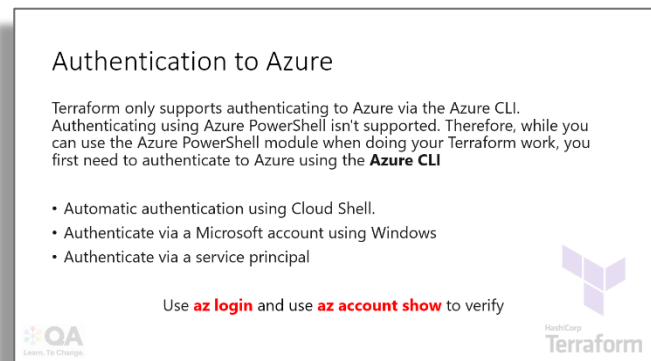 Authentication to Azure
Terraform only supports authenticating to Azure via the Azure CLI.
Authenticating using Azure PowerShell isn't supported. Therefore, while you
can use the Azure PowerShell module when doing your Terraform work, you
first need to authenticate to Azure using the Azure CLI
• Automatic authentication using Cloud Shell.
• Authenticate via a Microsoft account using Windows
• Authenticate via a service principal
Use az login and use az account show to verify
QA
Learn. To Change.
HashiCorp
Terraform